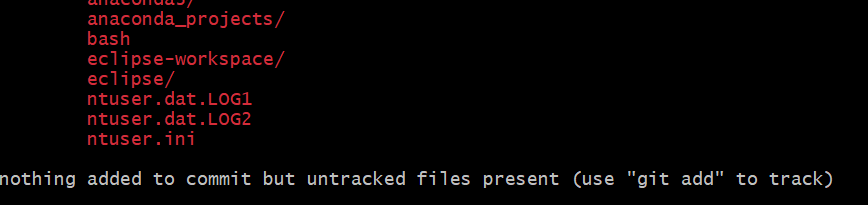 anaconda3/
anaconda_projects/
bash
eclipse-workspace/
eclipse/
ntuser.dat.LOG1
ntuser.dat.LOG2
ntuser.ini
nothing added to commit but untracked files present (use "git add" to track)